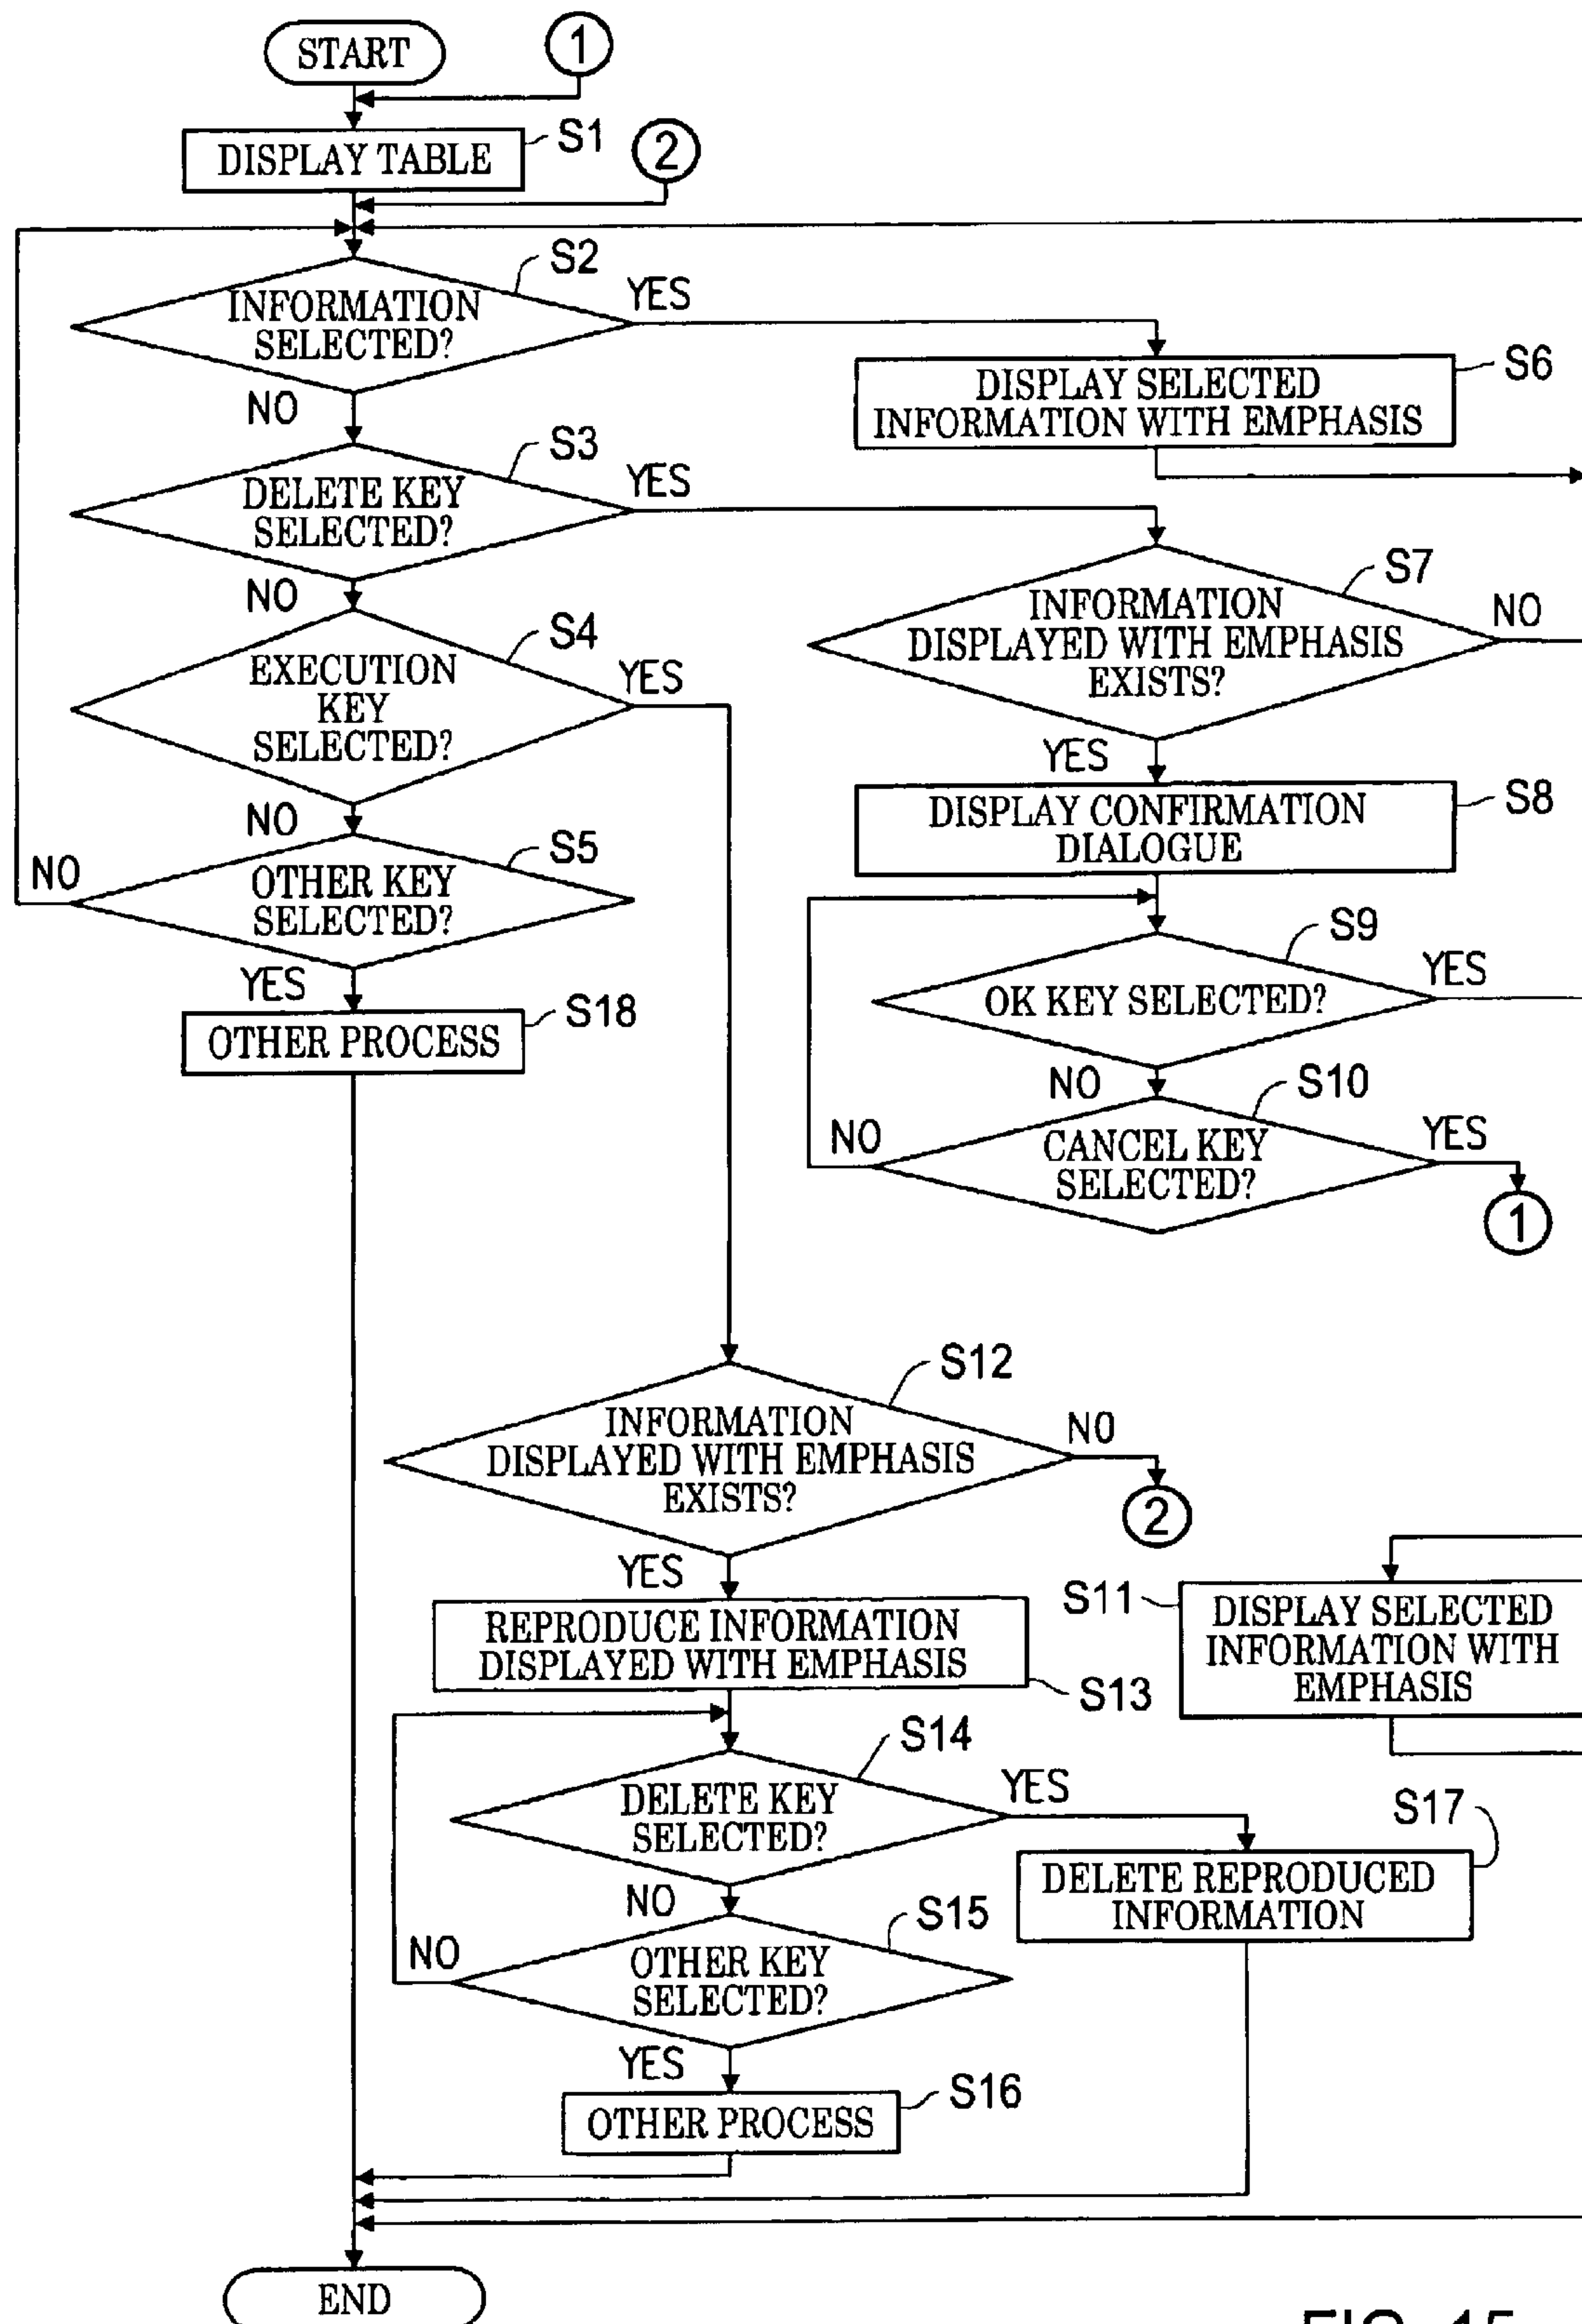 START
1
DISPLAY TABLE
S1
2
INFORMATION
SELECTED?
S2
YES
NO
DISPLAY SELECTED
INFORMATION WITH EMPHASIS
S6
DELETE KEY
SELECTED?
S3
YES
NO
INFORMATION
DISPLAYED WITH EMPHASIS
EXISTS?
S7
NO
YES
EXECUTION
KEY
SELECTED?
S4
YES
NO
DISPLAY CONFIRMATION
DIALOGUE
S8
OTHER KEY
SELECTED?
S5
NO
YES
OK KEY SELECTED?
S9
YES
NO
OTHER PROCESS
S18
CANCEL KEY
SELECTED?
S10
NO
YES
1
INFORMATION
DISPLAYED WITH EMPHASIS
EXISTS?
S12
NO
2
YES
REPRODUCE INFORMATION
DISPLAYED WITH EMPHASIS
S13
S11
DISPLAY SELECTED
INFORMATION WITH
EMPHASIS
DELETE KEY
SELECTED?
S14
YES
NO
S17
DELETE REPRODUCED
INFORMATION
OTHER KEY
SELECTED?
S15
NO
YES
OTHER PROCESS
S16
END
FIG. 15